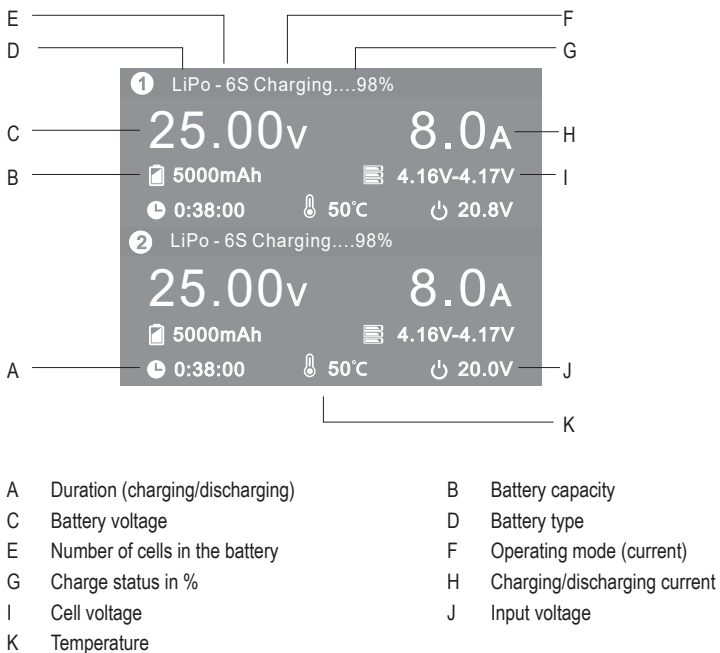 E F
D G
1 LiPo - 6S Charging....98%
C 25.00V 8.0A H
B 5000mAh 4.16V-4.17V I
0:38:00 50℃ 20.8V
2 LiPo - 6S Charging....98%
25.00V 8.0A
5000mAh 4.16V-4.17V
A 0:38:00 50℃ 20.0V J
K
A Duration (charging/discharging) B Battery capacity
C Battery voltage D Battery type
E Number of cells in the battery F Operating mode (current)
G Charge status in % H Charging/discharging current
I Cell voltage J Input voltage
K Temperature